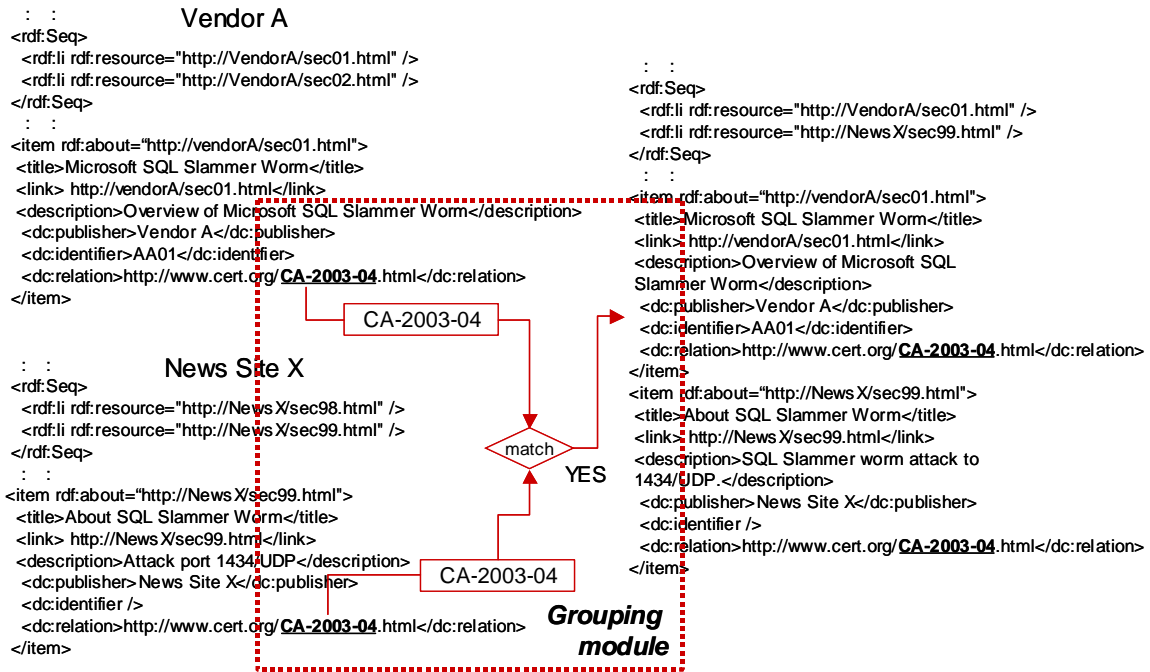 : :
Vendor A
<rdf:Seq>
<rdf:li rdf:resource="http://VendorA/sec01.html" />
<rdf:li rdf:resource="http://VendorA/sec02.html" />
</rdf:Seq>
: :
<item rdf:about=“http://vendorA/sec01.html">
<title>Microsoft SQL Slammer Worm</title>
<link> http://vendorA/sec01.html</link>
<description>Overview of Microsoft SQL Slammer Worm</description>
<dc:publisher>Vendor A</dc:publisher>
<dc:identifier>AA01</dc:identifier>
<dc:relation>http://www.cert.org/CA-2003-04.html</dc:relation>
</item>
CA-2003-04
: :
News Site X
<rdf:Seq>
<rdf:li rdf:resource="http://NewsX/sec98.html" />
<rdf:li rdf:resource="http://NewsX/sec99.html" />
</rdf:Seq>
: :
<item rdf:about=“http://NewsX/sec99.html">
<title>About SQL Slammer Worm</title>
<link> http://NewsX/sec99.html</link>
<description>Attack port 1434/UDP</description>
<dc:publisher>News Site X</dc:publisher>
<dc:identifier />
<dc:relation>http://www.cert.org/CA-2003-04.html</dc:relation>
</item>
CA-2003-04
match
YES
Grouping
module
: :
<rdf:Seq>
<rdf:li rdf:resource="http://VendorA/sec01.html" />
<rdf:li rdf:resource="http://NewsX/sec99.html" />
</rdf:Seq>
: :
<item rdf:about=“http://vendorA/sec01.html">
<title>Microsoft SQL Slammer Worm</title>
<link> http://vendorA/sec01.html</link>
<description>Overview of Microsoft SQL
Slammer Worm</description>
<dc:publisher>Vendor A</dc:publisher>
<dc:identifier>AA01</dc:identifier>
<dc:relation>http://www.cert.org/CA-2003-04.html</dc:relation>
</item>
<item rdf:about=“http://NewsX/sec99.html">
<title>About SQL Slammer Worm</title>
<link> http://NewsX/sec99.html</link>
<description>SQL Slammer worm attack to
1434/UDP.</description>
<dc:publisher>News Site X</dc:publisher>
<dc:identifier />
<dc:relation>http://www.cert.org/CA-2003-04.html</dc:relation>
</item>